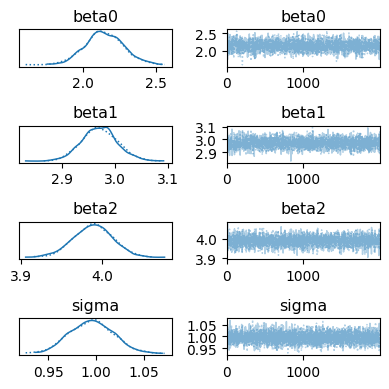 beta0 beta0
2.5
2.0
2.0 2.5 0 1000
beta1 beta1
3.1
3.0
2.9
2.9 3.0 3.1 0 1000
beta2 beta2
4.0
3.9
3.9 4.0 0 1000
sigma sigma
1.05
1.00
0.95
0.95 1.00 1.05 0 1000